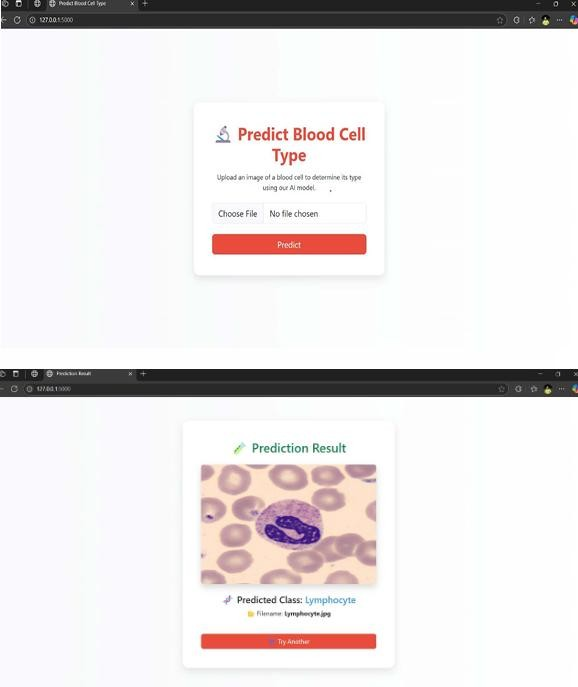 Predict Blood Cell Type
127.0.0.1:5000
Predict Blood Cell
Type
Upload an image of a blood cell to determine its type
using our AI model.
Choose File No file chosen
Predict
Prediction Result
127.0.0.1:5000
Prediction Result
Predicted Class: Lymphocyte
Filename: Lymphocyte.jpg
Try Another